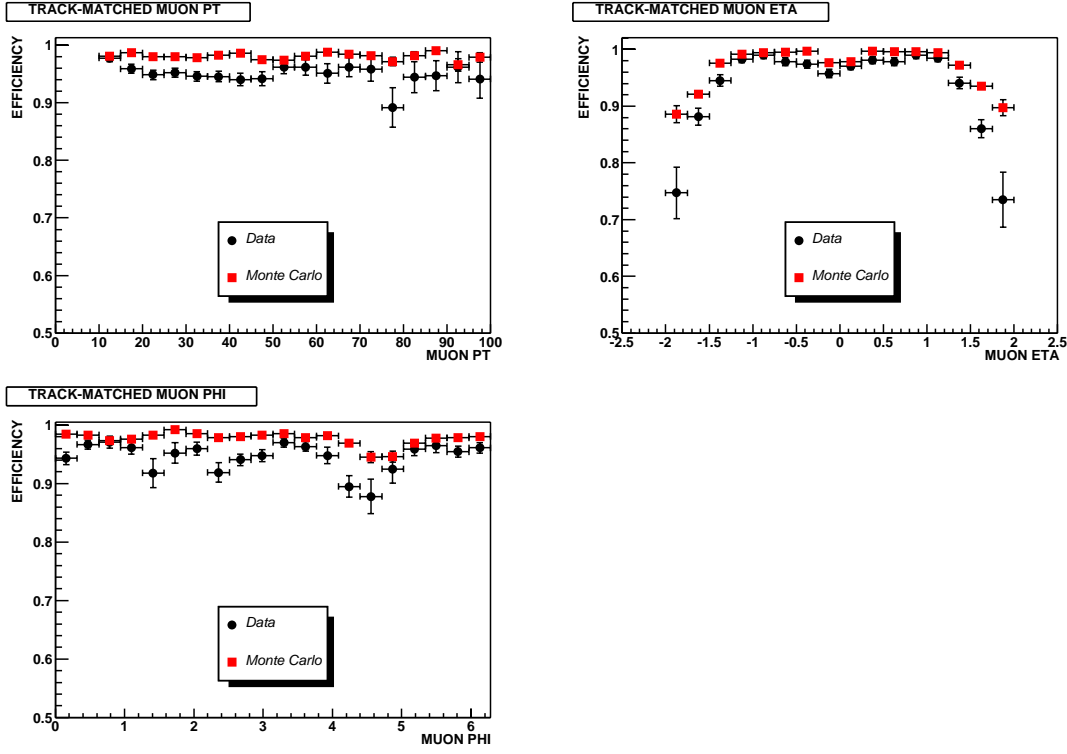 TRACK-MATCHED MUON PT
EFFICIENCY
1
0.9
0.8
0.7
0.6
0.5
Data
Monte Carlo
0 10 20 30 40 50 60 70 80 90 100
MUON PT
TRACK-MATCHED MUON ETA
EFFICIENCY
1
0.9
0.8
0.7
0.6
0.5
Data
Monte Carlo
-2.5 -2 -1.5 -1 -0.5 0 0.5 1 1.5 2 2.5
MUON ETA
TRACK-MATCHED MUON PHI
EFFICIENCY
1
0.9
0.8
0.7
0.6
0.5
Data
Monte Carlo
0 1 2 3 4 5 6
MUON PHI